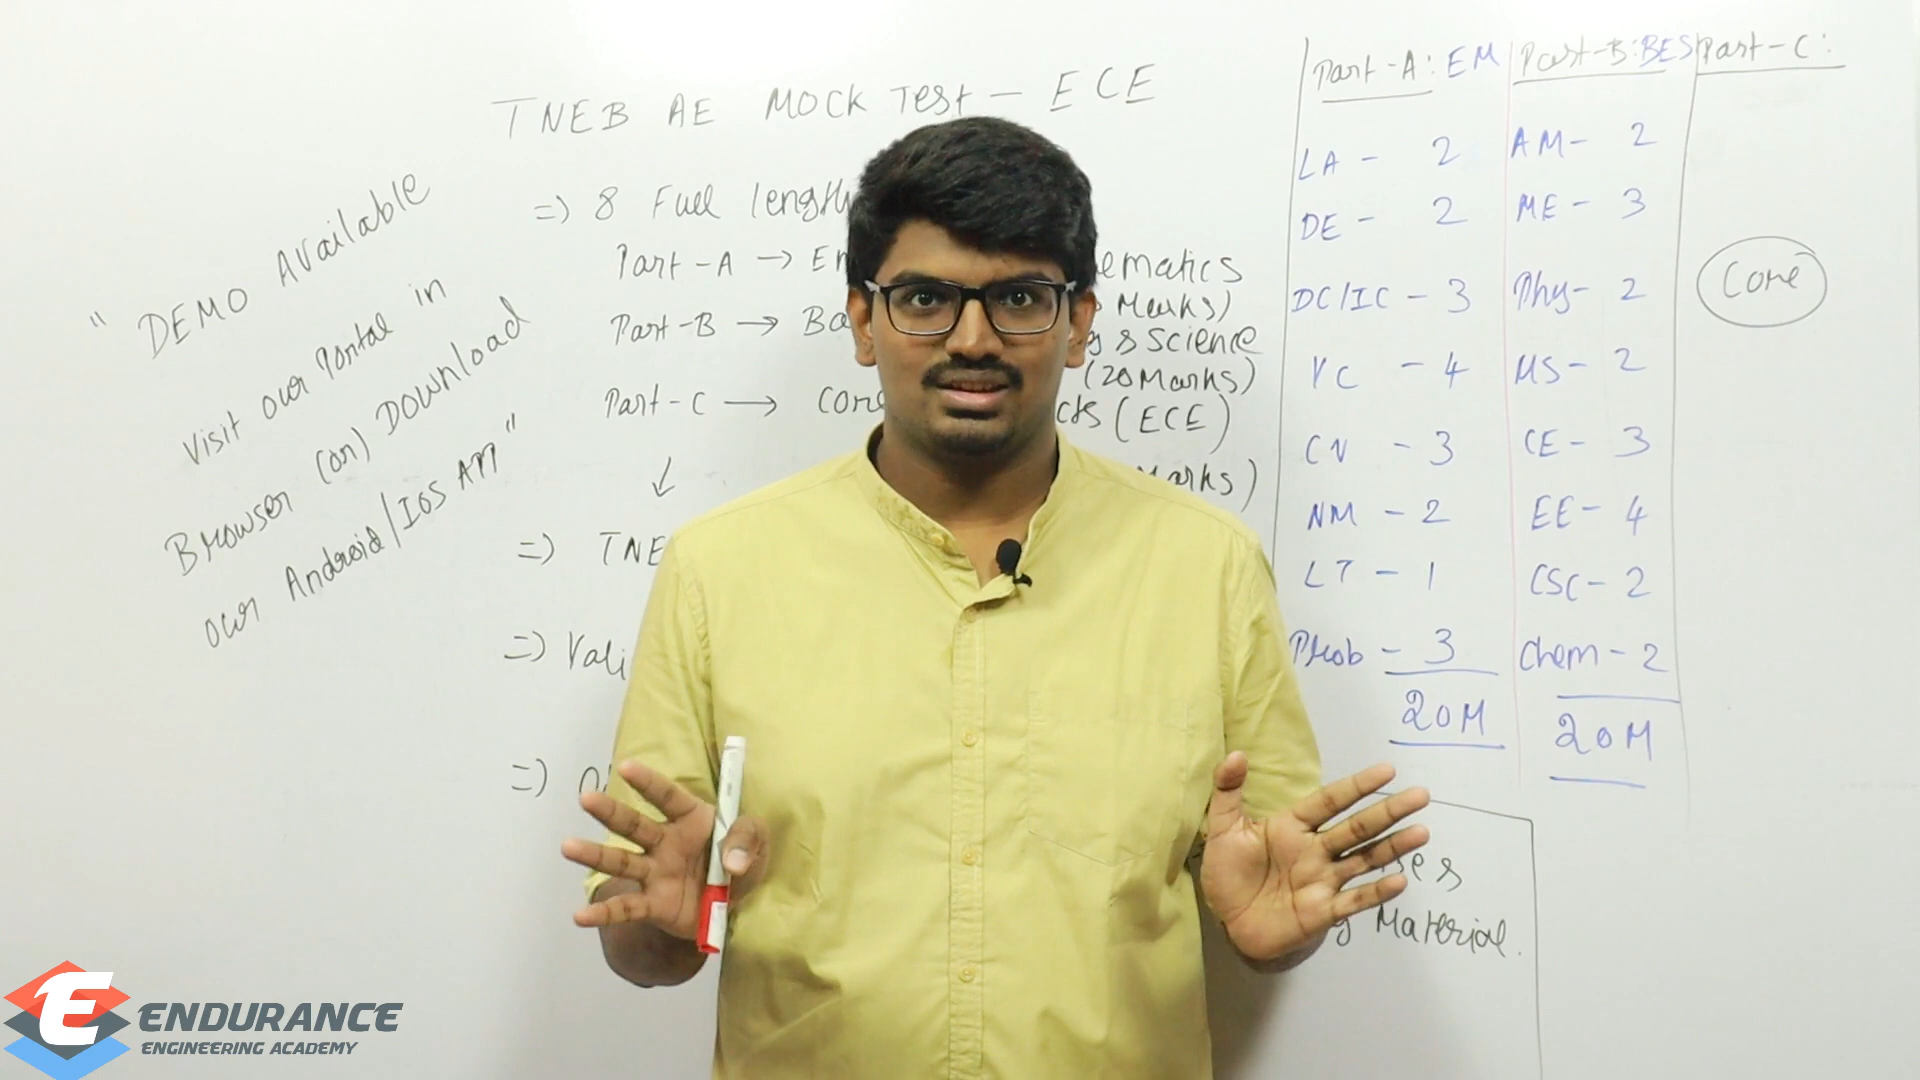 TNEB AE MOCK Test - ECE
=) 8 Full length
Part-A → En ematics
Marks)
Part-B → Ba g & Science
(20 Marks)
Part-C → Core cts (ECE)
arks)
=) TNE
=) Vali
=)
" DEMO Available
Visit our Portal in
Browser (or) DOWNLOAD
our Android/IOS APP"
Part-A: EM
LA - 2
DE - 2
DC/IC - 3
VC - 4
CV - 3
NM - 2
LT - 1
Prob - 3
20M
Part-B: BES
AM - 2
ME - 3
Phy - 2
MS - 2
CE - 3
EE - 4
CSC - 2
Chem - 2
20M
Part-C:
Core
es
g Material.
ENDURANCE
ENGINEERING ACADEMY